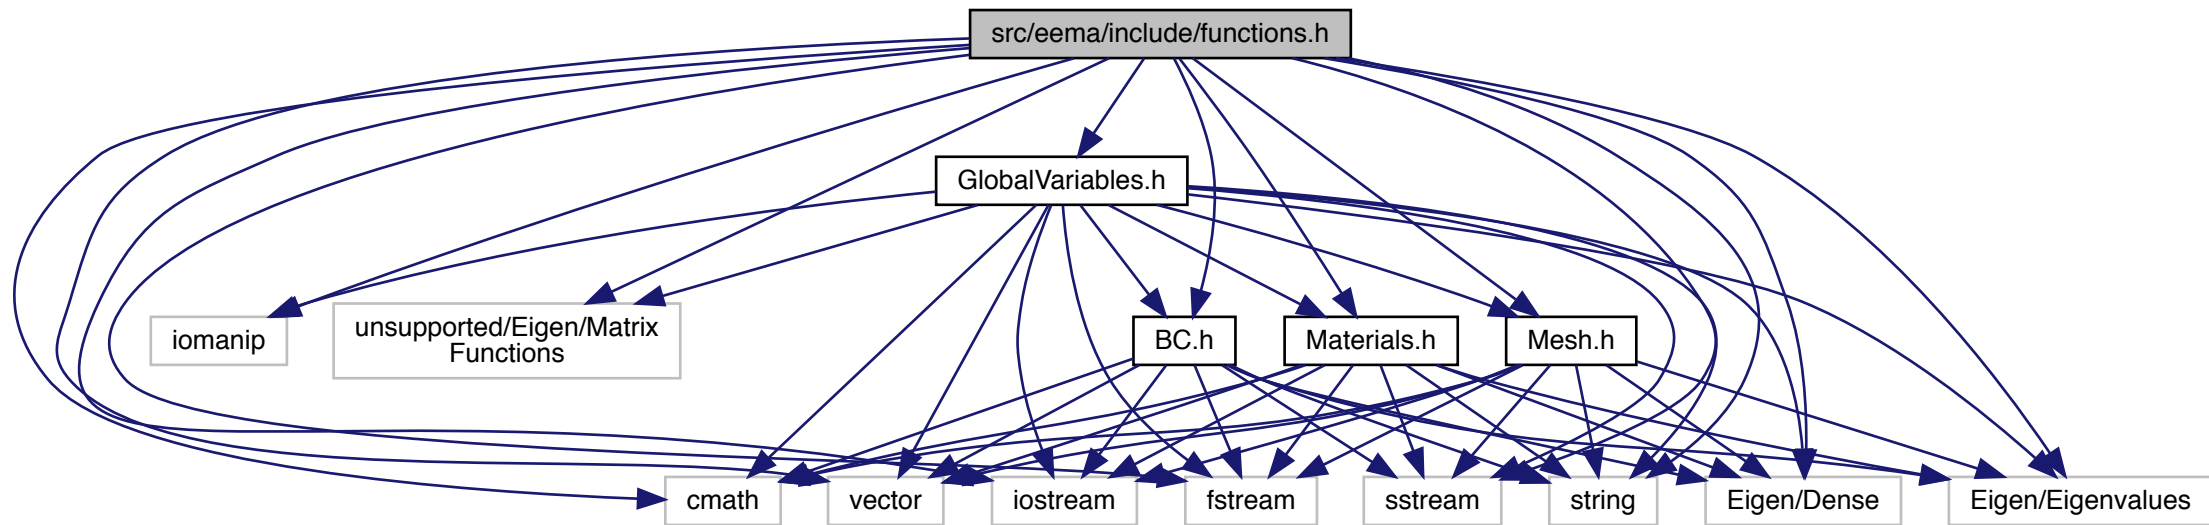 src/eema/include/functions.h
GlobalVariables.h
iomanip
unsupported/Eigen/Matrix
Functions
BC.h
Materials.h
Mesh.h
cmath
vector
iostream
fstream
sstream
string
Eigen/Dense
Eigen/Eigenvalues